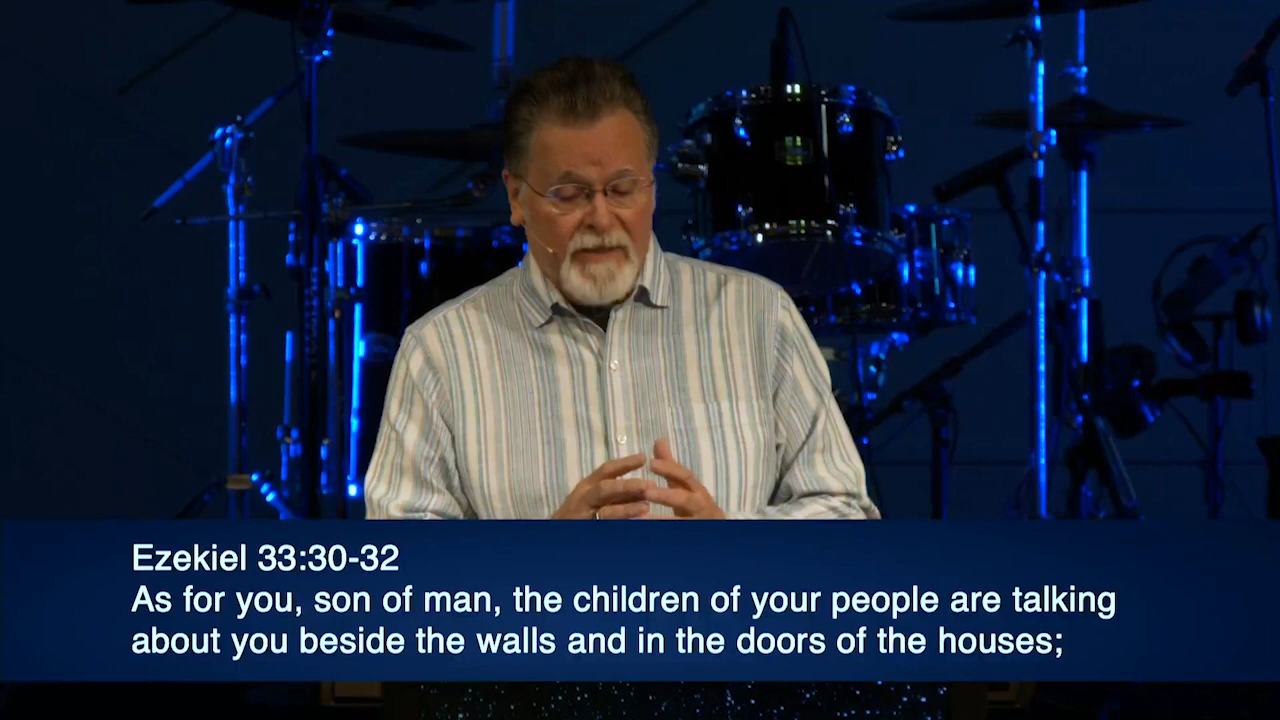 Ezekiel 33:30-32
As for you, son of man, the children of your people are talking
about you beside the walls and in the doors of the houses;